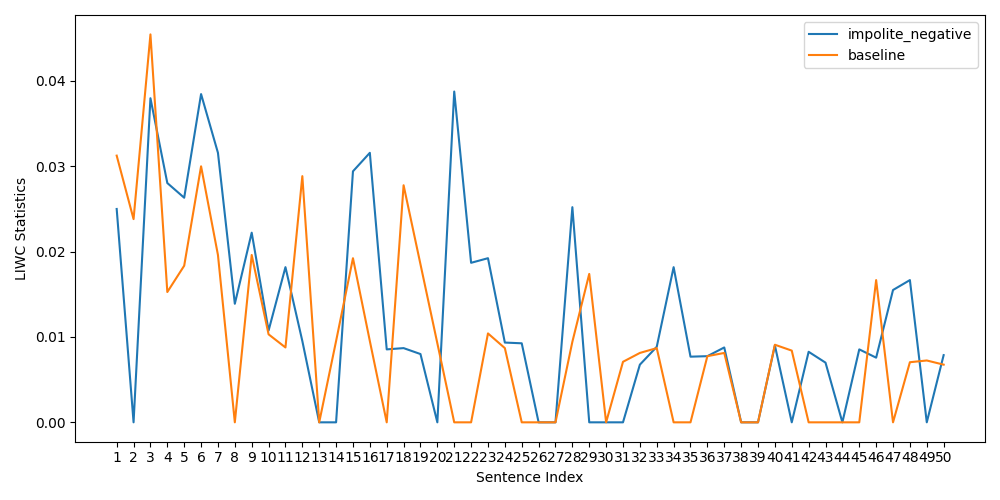 impolite_negative
baseline
0.04
0.03
0.02
0.01
0.00
LIWC Statistics
1 2 3 4 5 6 7 8 9 10 11 12 13 14 15 16 17 18 19 20 21 22 23 24 25 26 27 28 29 30 31 32 33 34 35 36 37 38 39 40 41 42 43 44 45 46 47 48 49 50
Sentence Index